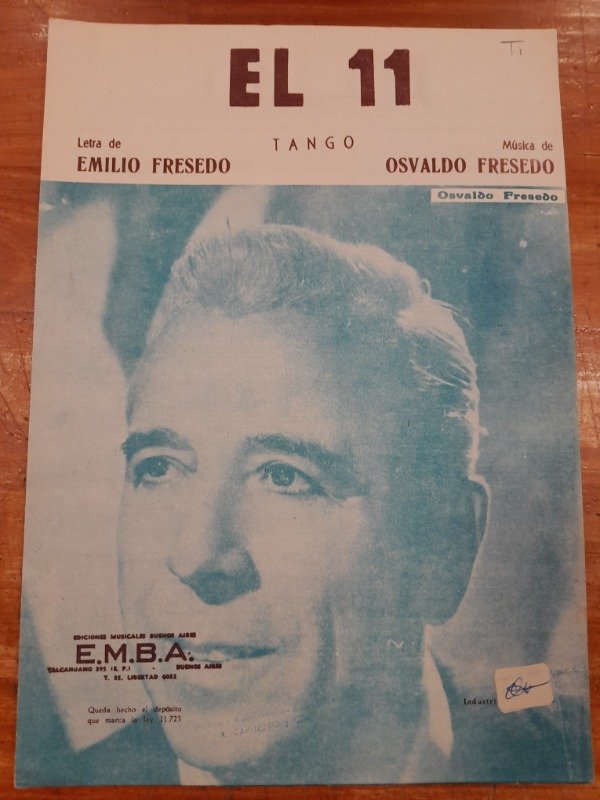 EL 11
T1
Letra de
TANGO
Música de
EMILIO FRESEDO
OSVALDO FRESEDO
Osvaldo Fresedo
EDICIONES MUSICALES BUENOS AIRES
E.M.B.A.
TALCAHUANO 395 (E. P.) BUENOS AIRES
T. 35, LIBERTAD 6062
Queda hecho el depósito
que marca la ley 11.723
Industri